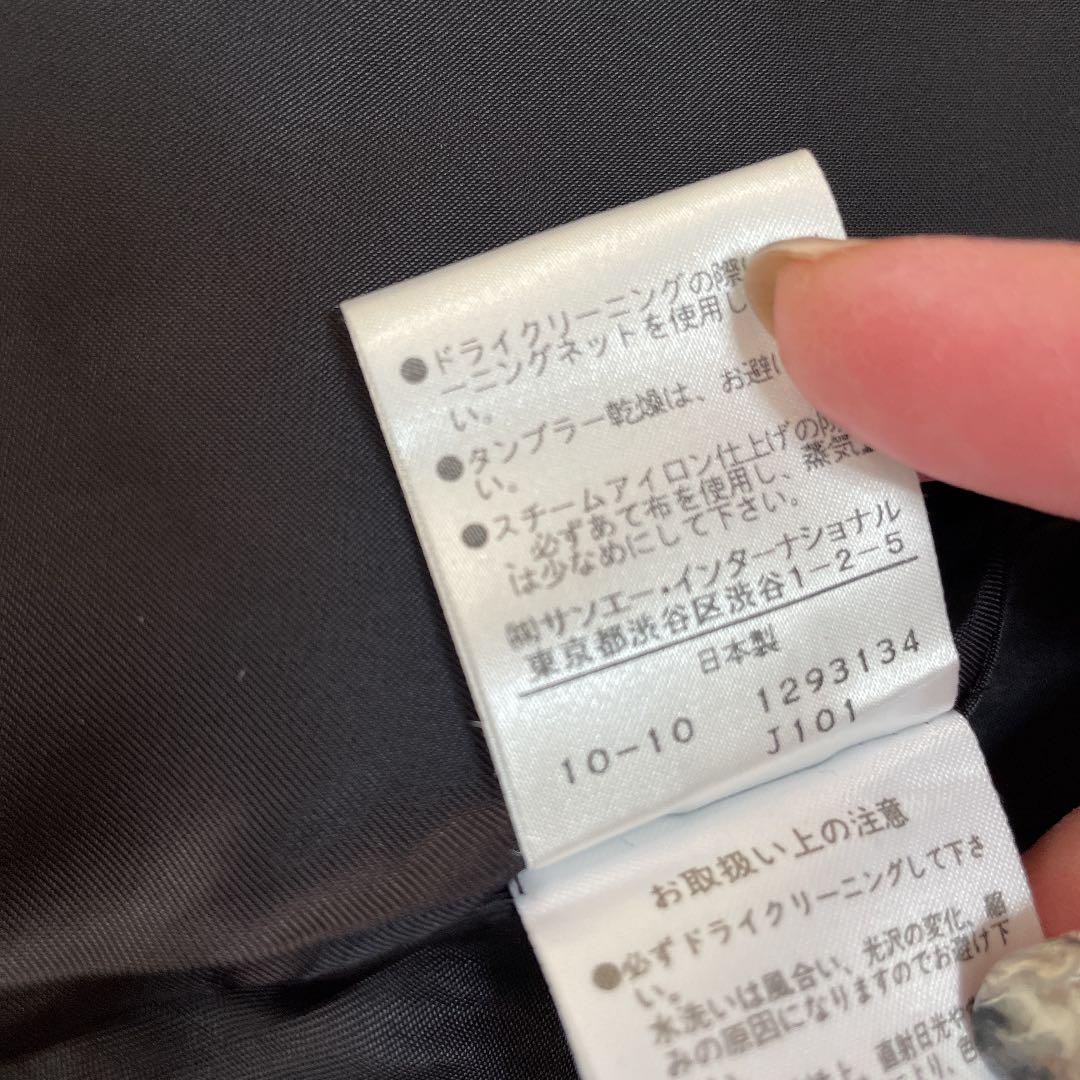 ●ドライクリーニングの際
ーニングネットを使用し
い。
●タンブラー乾燥は、お避
い。
●スチームアイロン仕上げの際
必ずあて布を使用し、蒸気
は少なめにして下さい。
㈱サンエー・インターナショナル
東京都渋谷区渋谷1-2-5
日本製
10-10 1293134
J101
お取扱い上の注意
●必ずドライクリーニングして下さ
い。
水洗いは風合い、光沢の変化、縮
みの原因になりますのでお避け下
直射日光や